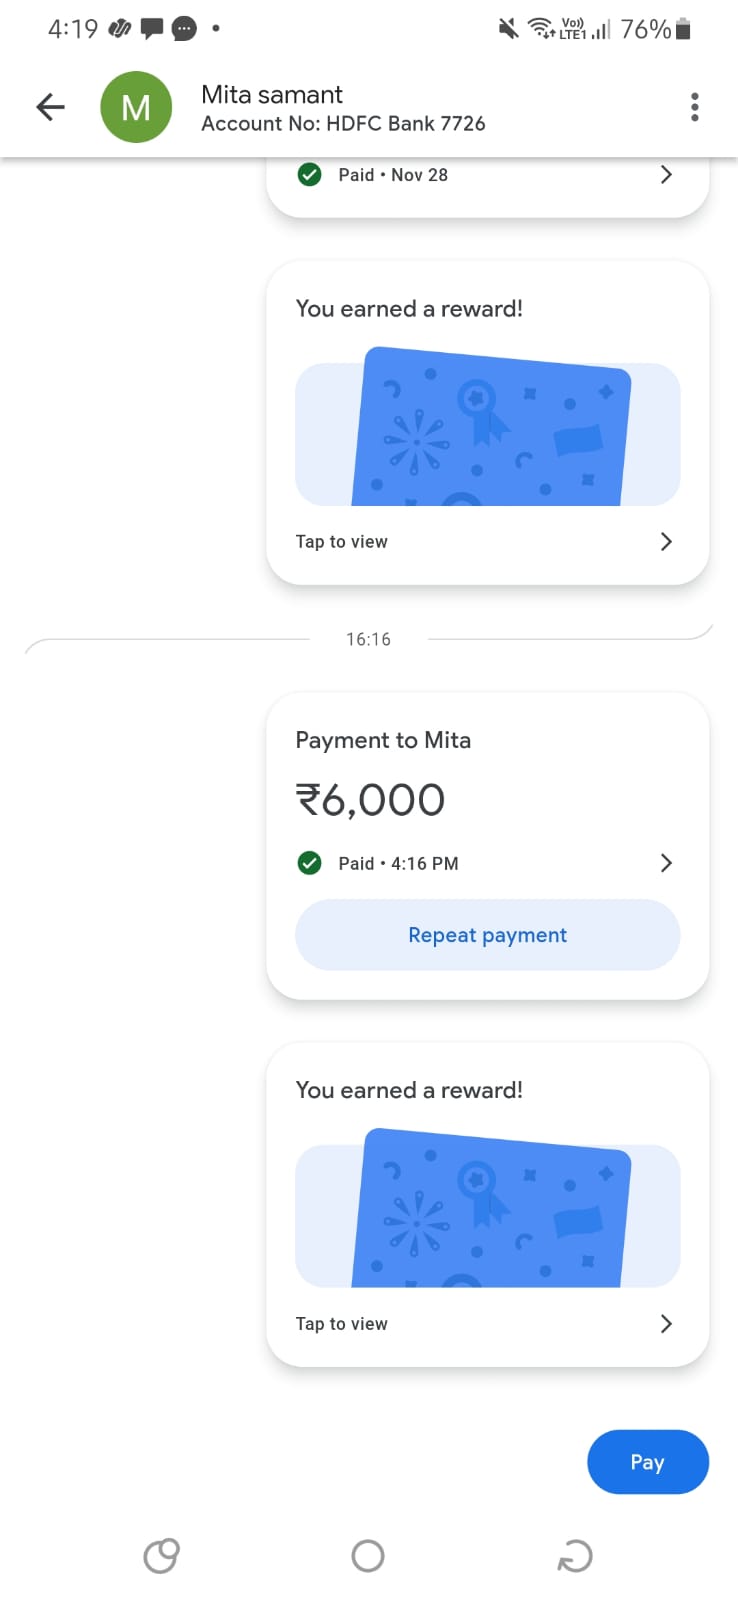 4:19
Vo)) LTE1 76%
M
Mita samant
Account No: HDFC Bank 7726
Paid • Nov 28
You earned a reward!
Tap to view
16:16
Payment to Mita
₹6,000
Paid • 4:16 PM
Repeat payment
You earned a reward!
Tap to view
Pay